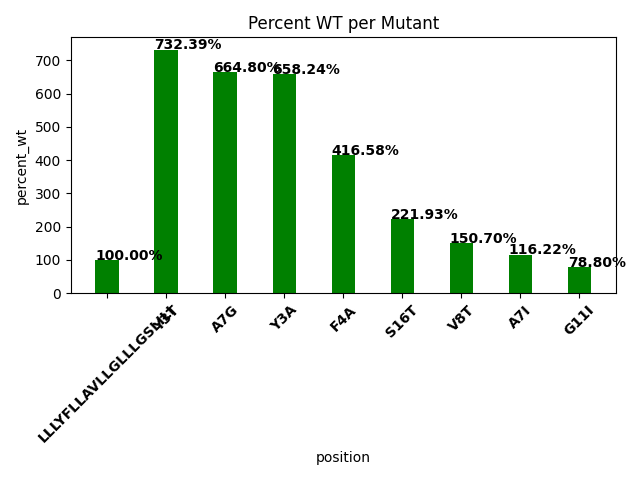 Percent WT per Mutant
732.39%
664.80%
658.24%
416.58%
221.93%
150.70%
116.22%
78.80%
100.00%
percent_wt
700
600
500
400
300
200
100
0
Y3T
A7G
Y3A
F4A
S16T
V8T
A7I
G11I
position